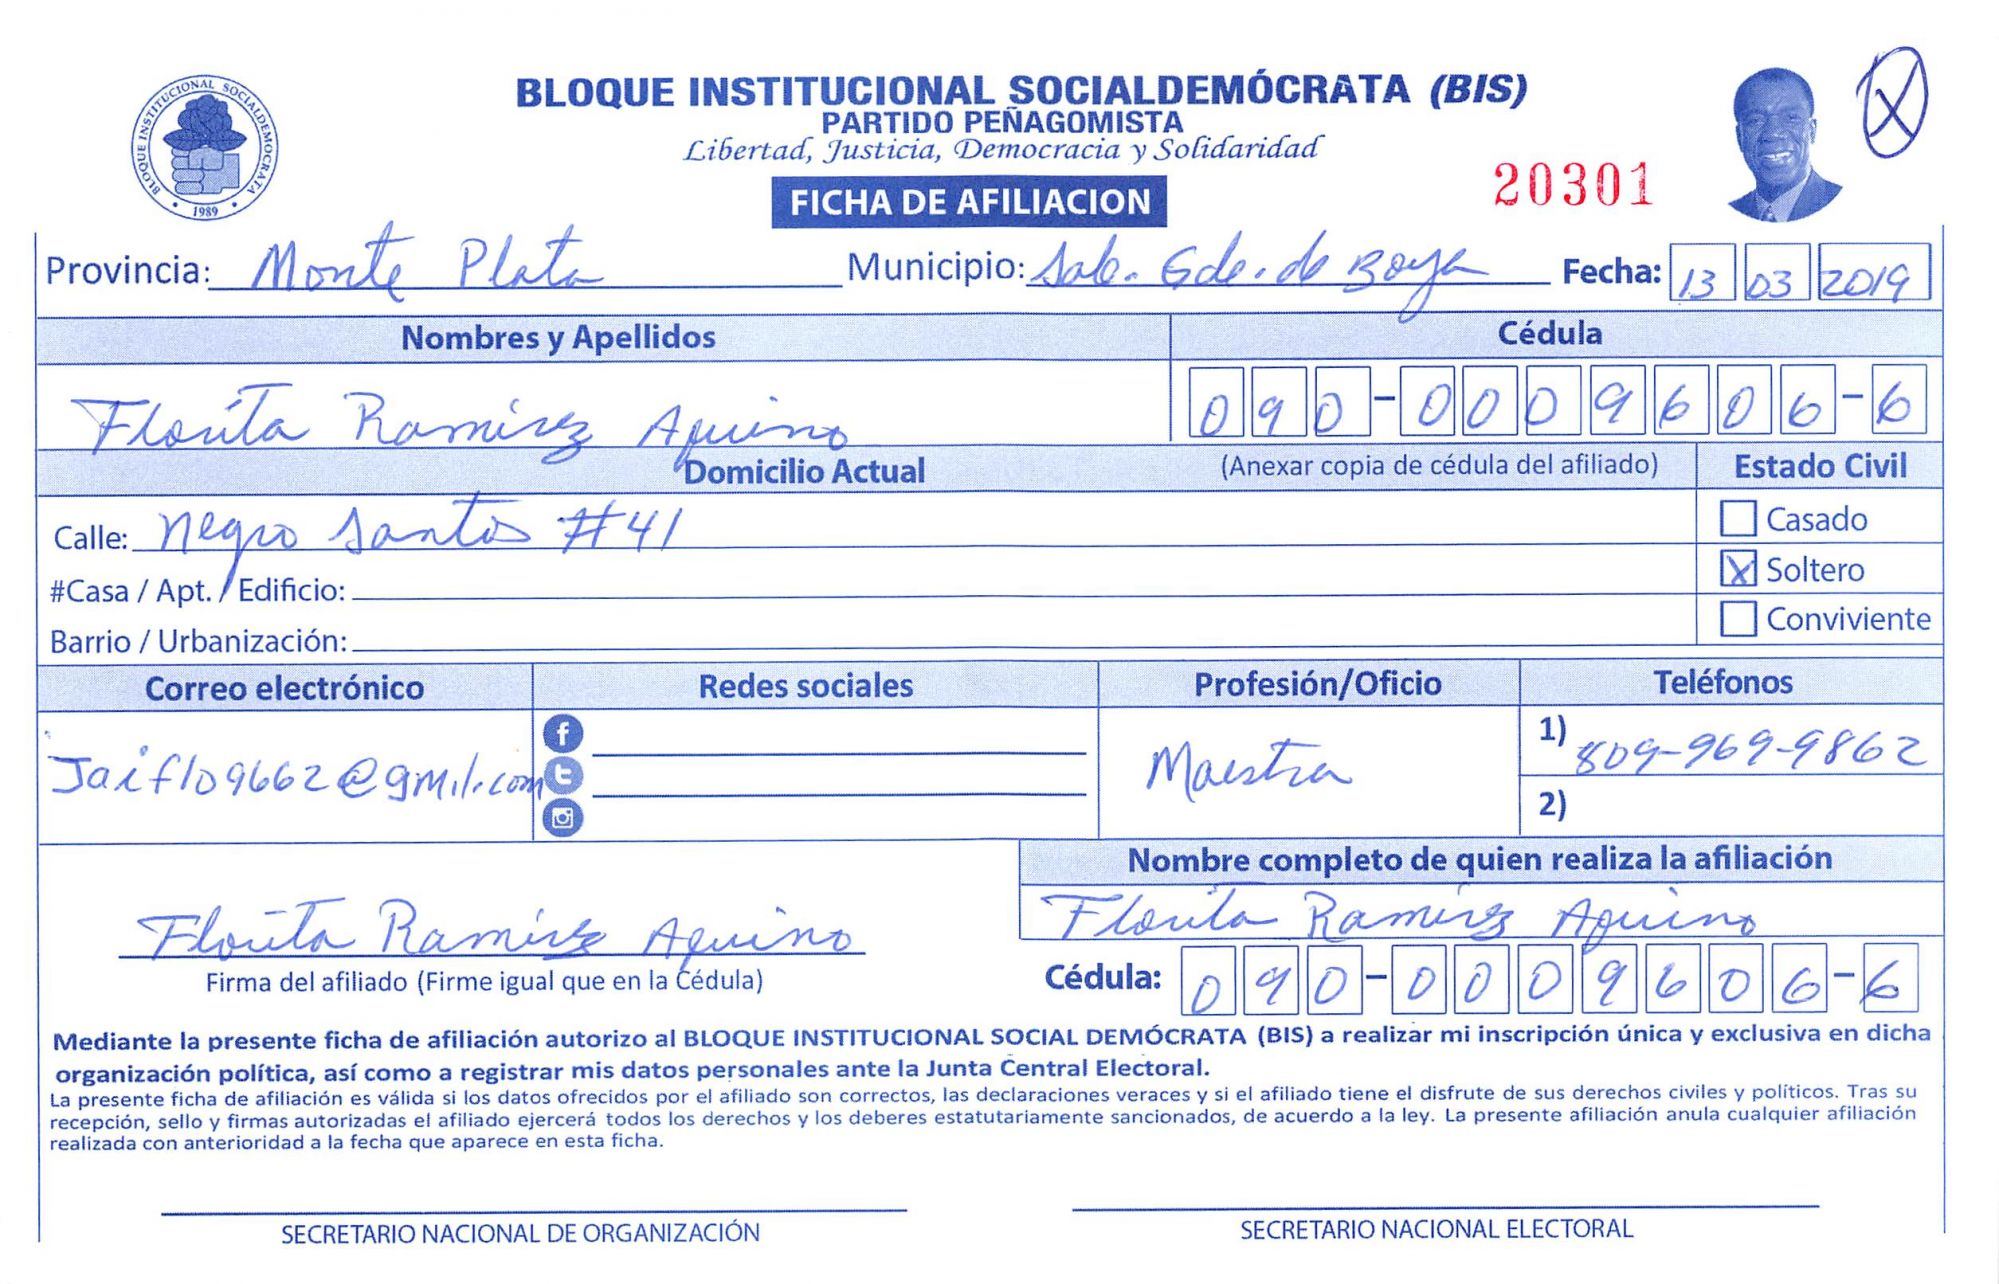 BLOQUE INSTITUCIONAL SOCIALDEMÓCRATA (BIS)
PARTIDO PEÑAGOMISTA
Libertad, Justicia, Democracia y Solidaridad
BLOQUE INSTITUCIONAL SOCIALDEMOCRATA
1989
FICHA DE AFILIACION
20301
X
Provincia: Monte Plata Municipio: Sab. Gde. de Boya Fecha: 13 03 2019
Nombres y Apellidos Cédula
Florita Ramírez Aquino 090-0009606-6
Domicilio Actual (Anexar copia de cédula del afiliado) Estado Civil
Calle: Negro Santos #41 Casado
#Casa / Apt. / Edificio: X Soltero
Barrio / Urbanización: Conviviente
Correo electrónico Redes sociales Profesión/Oficio Teléfonos
Jaiflo9662@gmil.com Maestra 1) 809-969-9862
2)
Nombre completo de quien realiza la afiliación
Florita Ramírez Aquino Florita Ramírez Aquino
Firma del afiliado (Firme igual que en la Cédula) Cédula: 090-0009606-6
Mediante la presente ficha de afiliación autorizo al BLOQUE INSTITUCIONAL SOCIAL DEMÓCRATA (BIS) a realizar mi inscripción única y exclusiva en dicha
organización política, así como a registrar mis datos personales ante la Junta Central Electoral.
La presente ficha de afiliación es válida si los datos ofrecidos por el afiliado son correctos, las declaraciones veraces y si el afiliado tiene el disfrute de sus derechos civiles y políticos. Tras su
recepción, sello y firmas autorizadas el afiliado ejercerá todos los derechos y los deberes estatutariamente sancionados, de acuerdo a la ley. La presente afiliación anula cualquier afiliación
realizada con anterioridad a la fecha que aparece en esta ficha.
SECRETARIO NACIONAL DE ORGANIZACIÓN SECRETARIO NACIONAL ELECTORAL